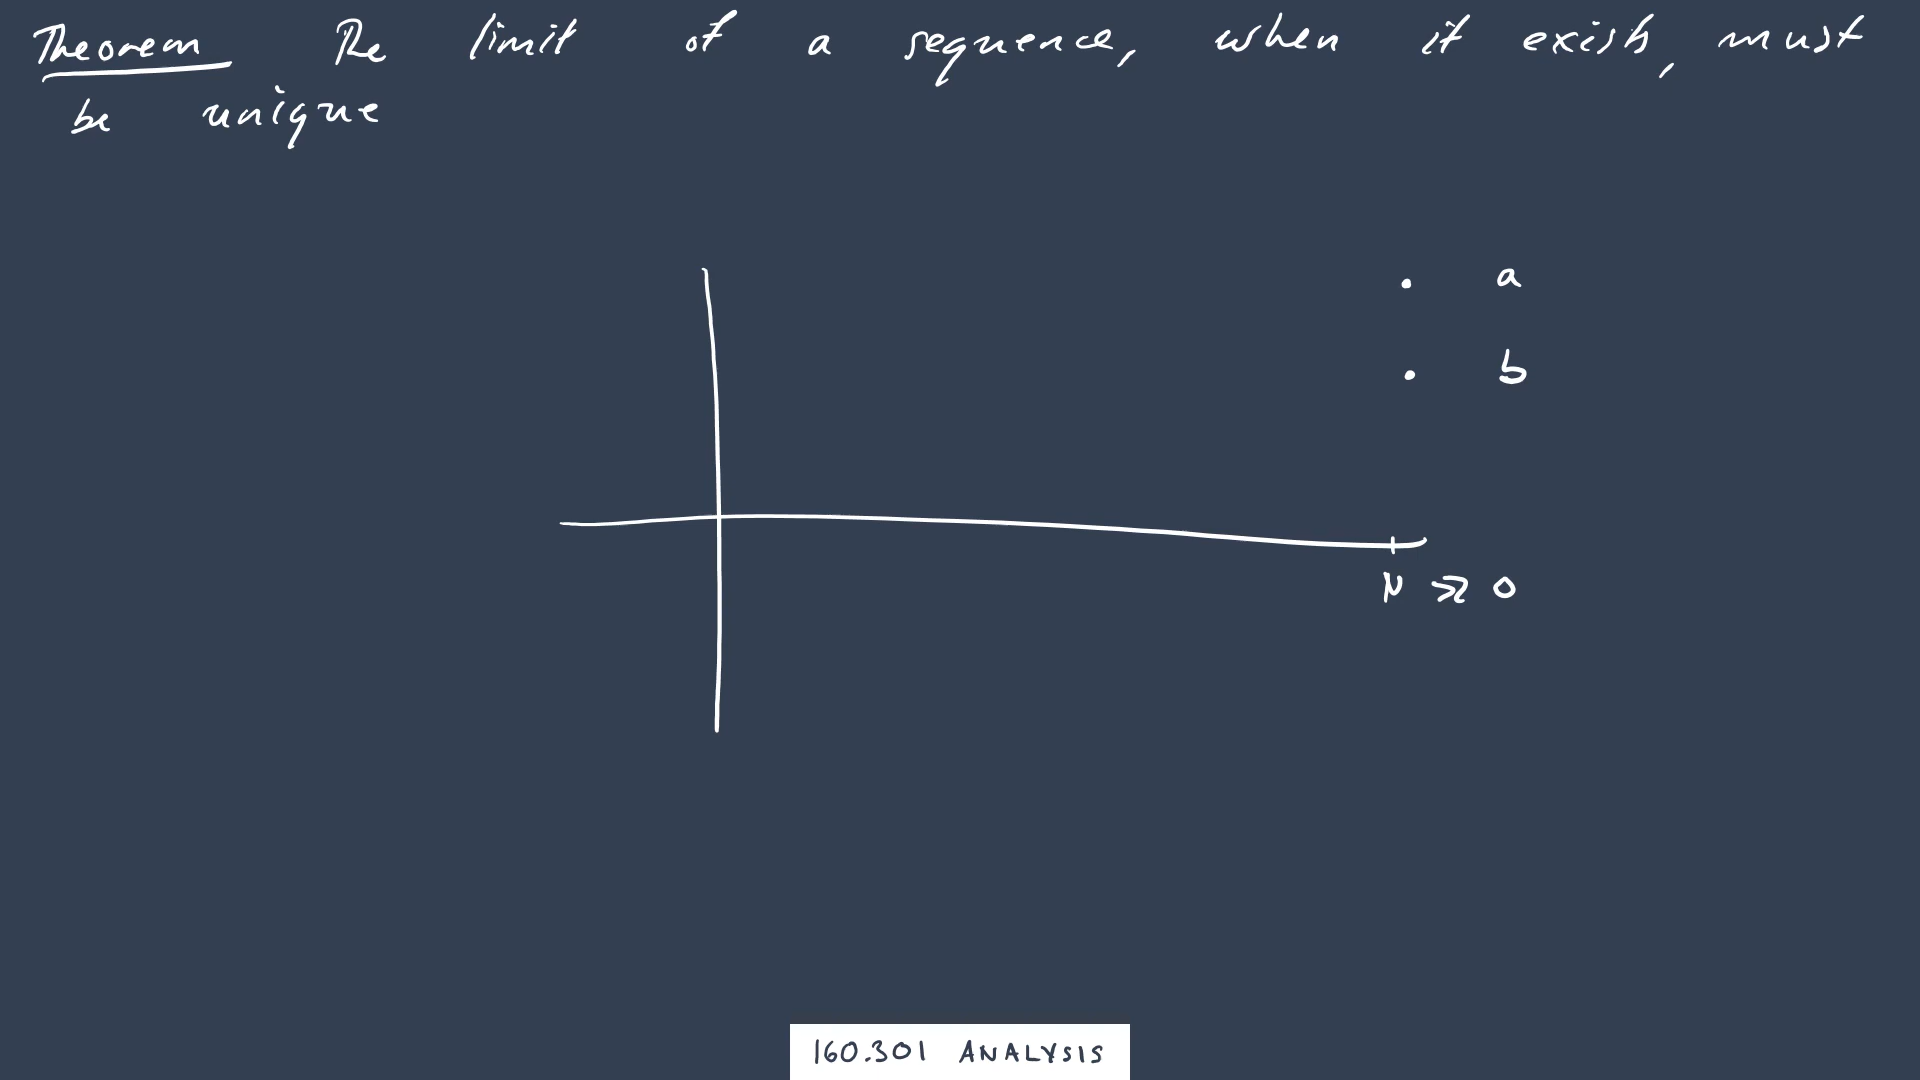 Theorem The limit of a sequence, when it exists, must
be unique
a
b
N ≫ 0
160.301 ANALYSIS